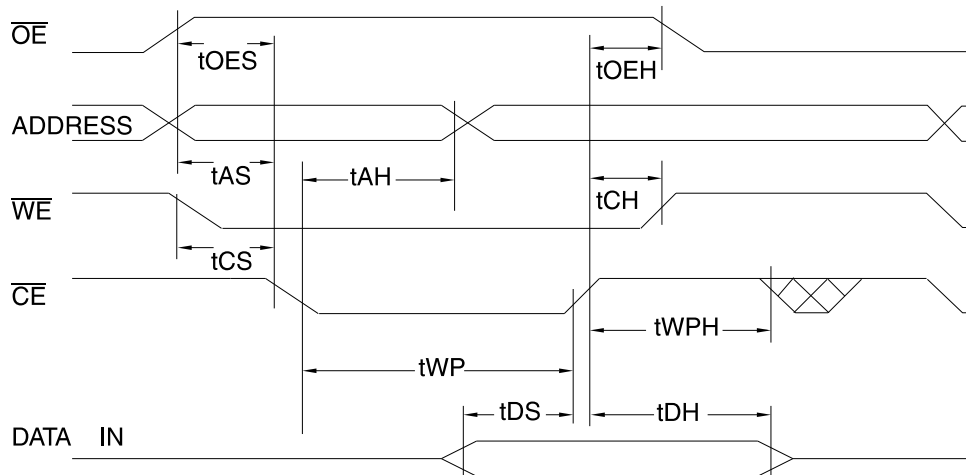 OE
tOES
tOEH
ADDRESS
tAS
tAH
tCH
WE
tCS
CE
tWPH
tWP
tDS
tDH
DATA IN